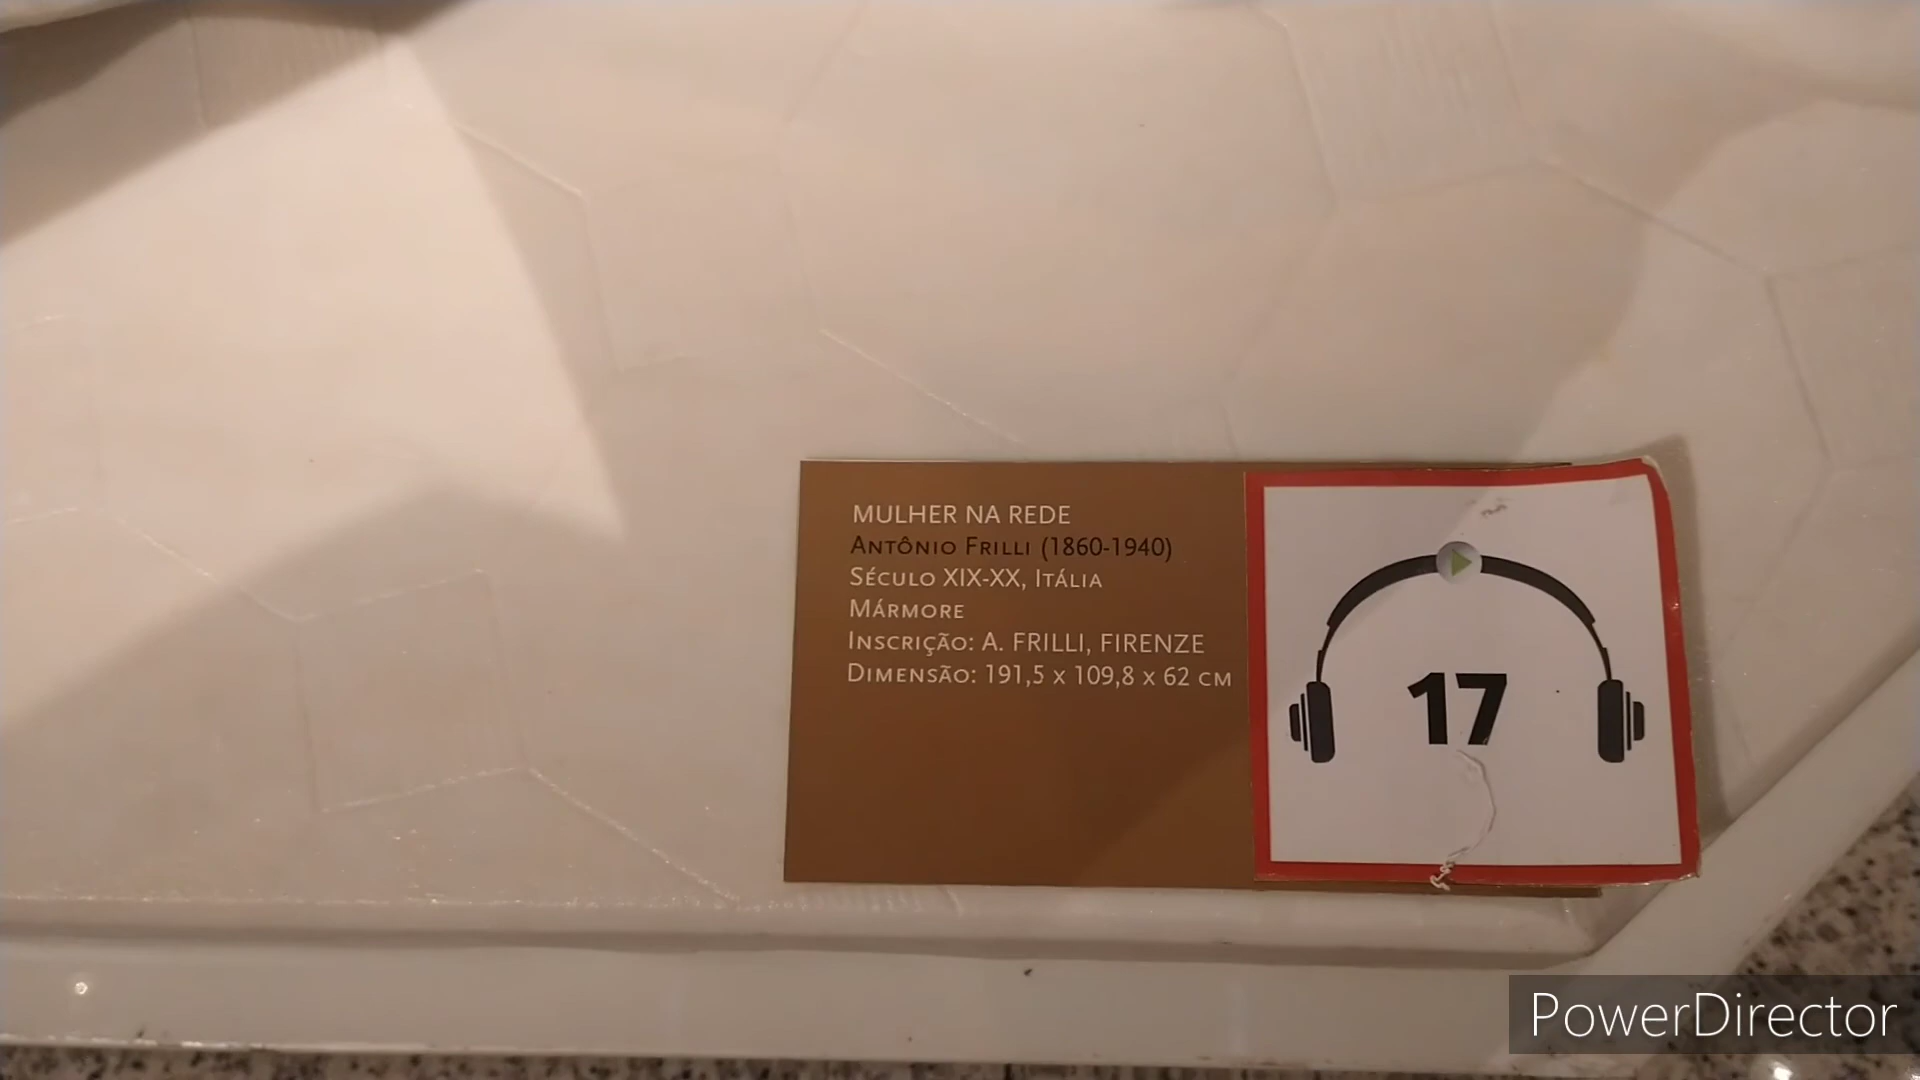 MULHER NA REDE
ANTÔNIO FRILLI (1860-1940)
SÉCULO XIX-XX, ITÁLIA
MÁRMORE
INSCRIÇÃO: A. FRILLI, FIRENZE
DIMENSÃO: 191,5 X 109,8 X 62 CM
17
PowerDirector